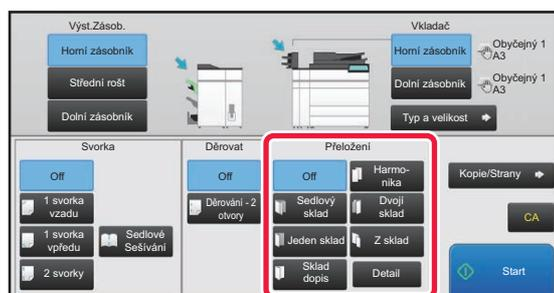 Výst.Zásob.
Horní zásobník
Střední rošt
Dolní zásobník
Vkladač
Horní zásobník
Obyčejný 1
A3
Dolní zásobník
Obyčejný 1
A3
Typ a velikost
Svorka
Off
1 svorka
vzadu
1 svorka
vpředu
Sedlové
Sešívání
2 svorky
Děrovat
Off
Děrování - 2
otvory
Přeložení
Off
Harmo-
nika
Sedlový
sklad
Dvojí
sklad
Jeden sklad
Z sklad
Sklad
dopis
Detail
Kopie/Strany
CA
Start